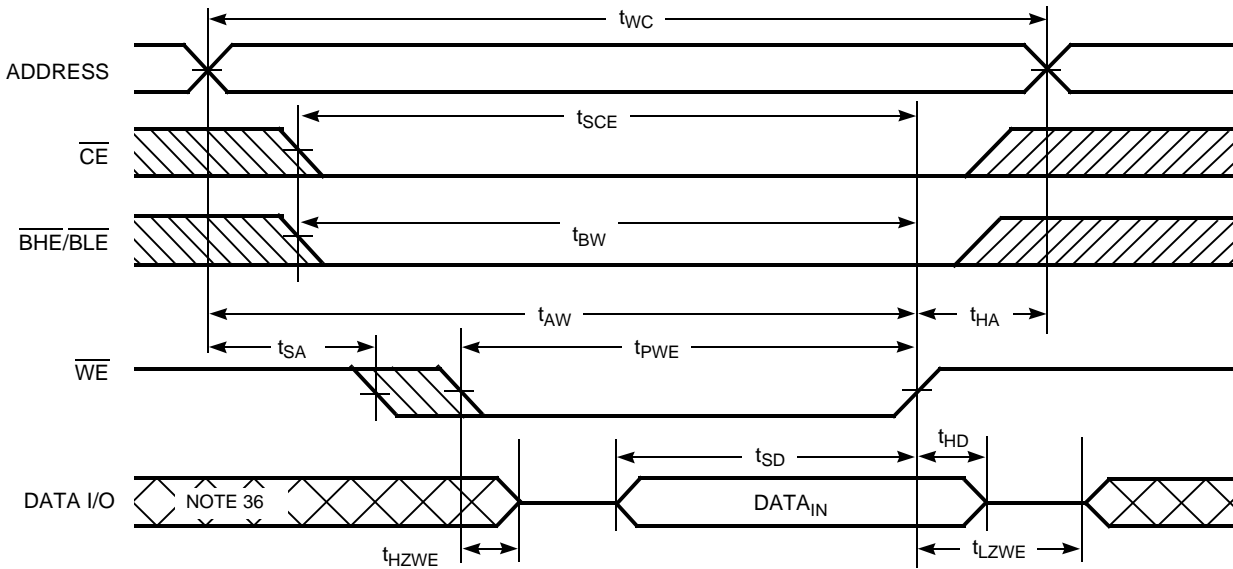 tWC
ADDRESS
tSCE
CE
BHE/BLE
tBW
tAW
tHA
tSA
tPWE
WE
tHD
tSD
DATA I/O
NOTE 36
DATAIN
tHZWE
tLZWE